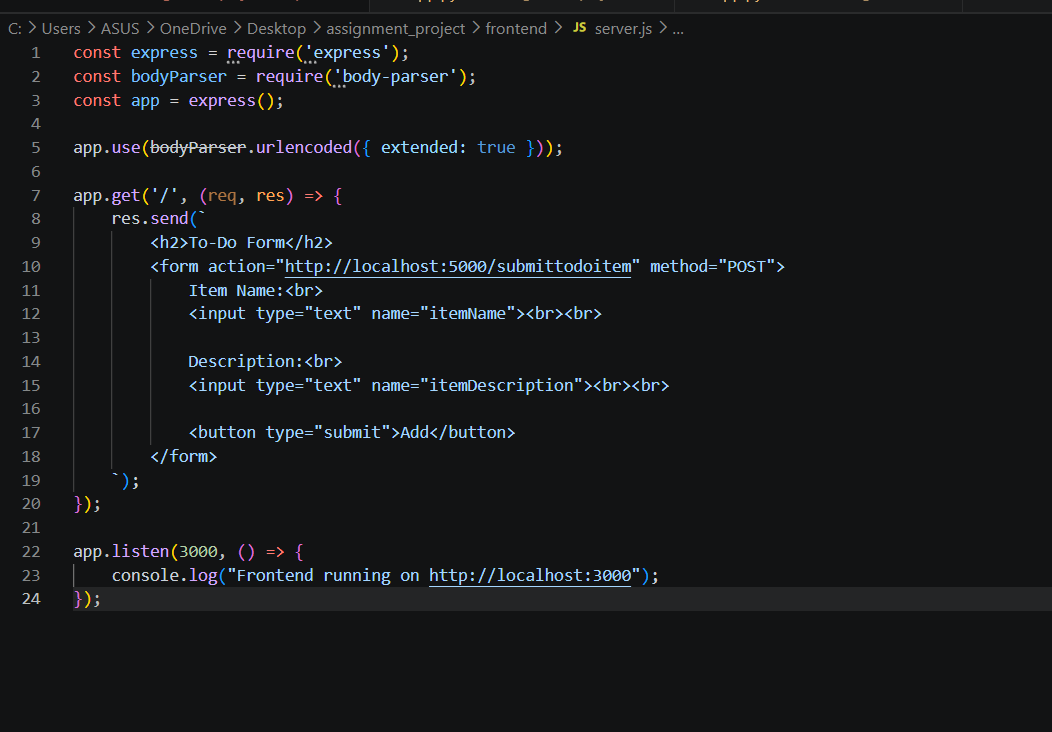 C: > Users > ASUS > OneDrive > Desktop > assignment_project > frontend > JS server.js > ...
1 const express = require('express');
2 const bodyParser = require('body-parser');
3 const app = express();
4
5 app.use(bodyParser.urlencoded({ extended: true }));
6
7 app.get('/', (req, res) => {
8     res.send(`
9         <h2>To-Do Form</h2>
10         <form action="http://localhost:5000/submittodoitem" method="POST">
11             Item Name:<br>
12             <input type="text" name="itemName"><br><br>
13
14             Description:<br>
15             <input type="text" name="itemDescription"><br><br>
16
17             <button type="submit">Add</button>
18         </form>
19     `);
20 });
21
22 app.listen(3000, () => {
23     console.log("Frontend running on http://localhost:3000");
24 });